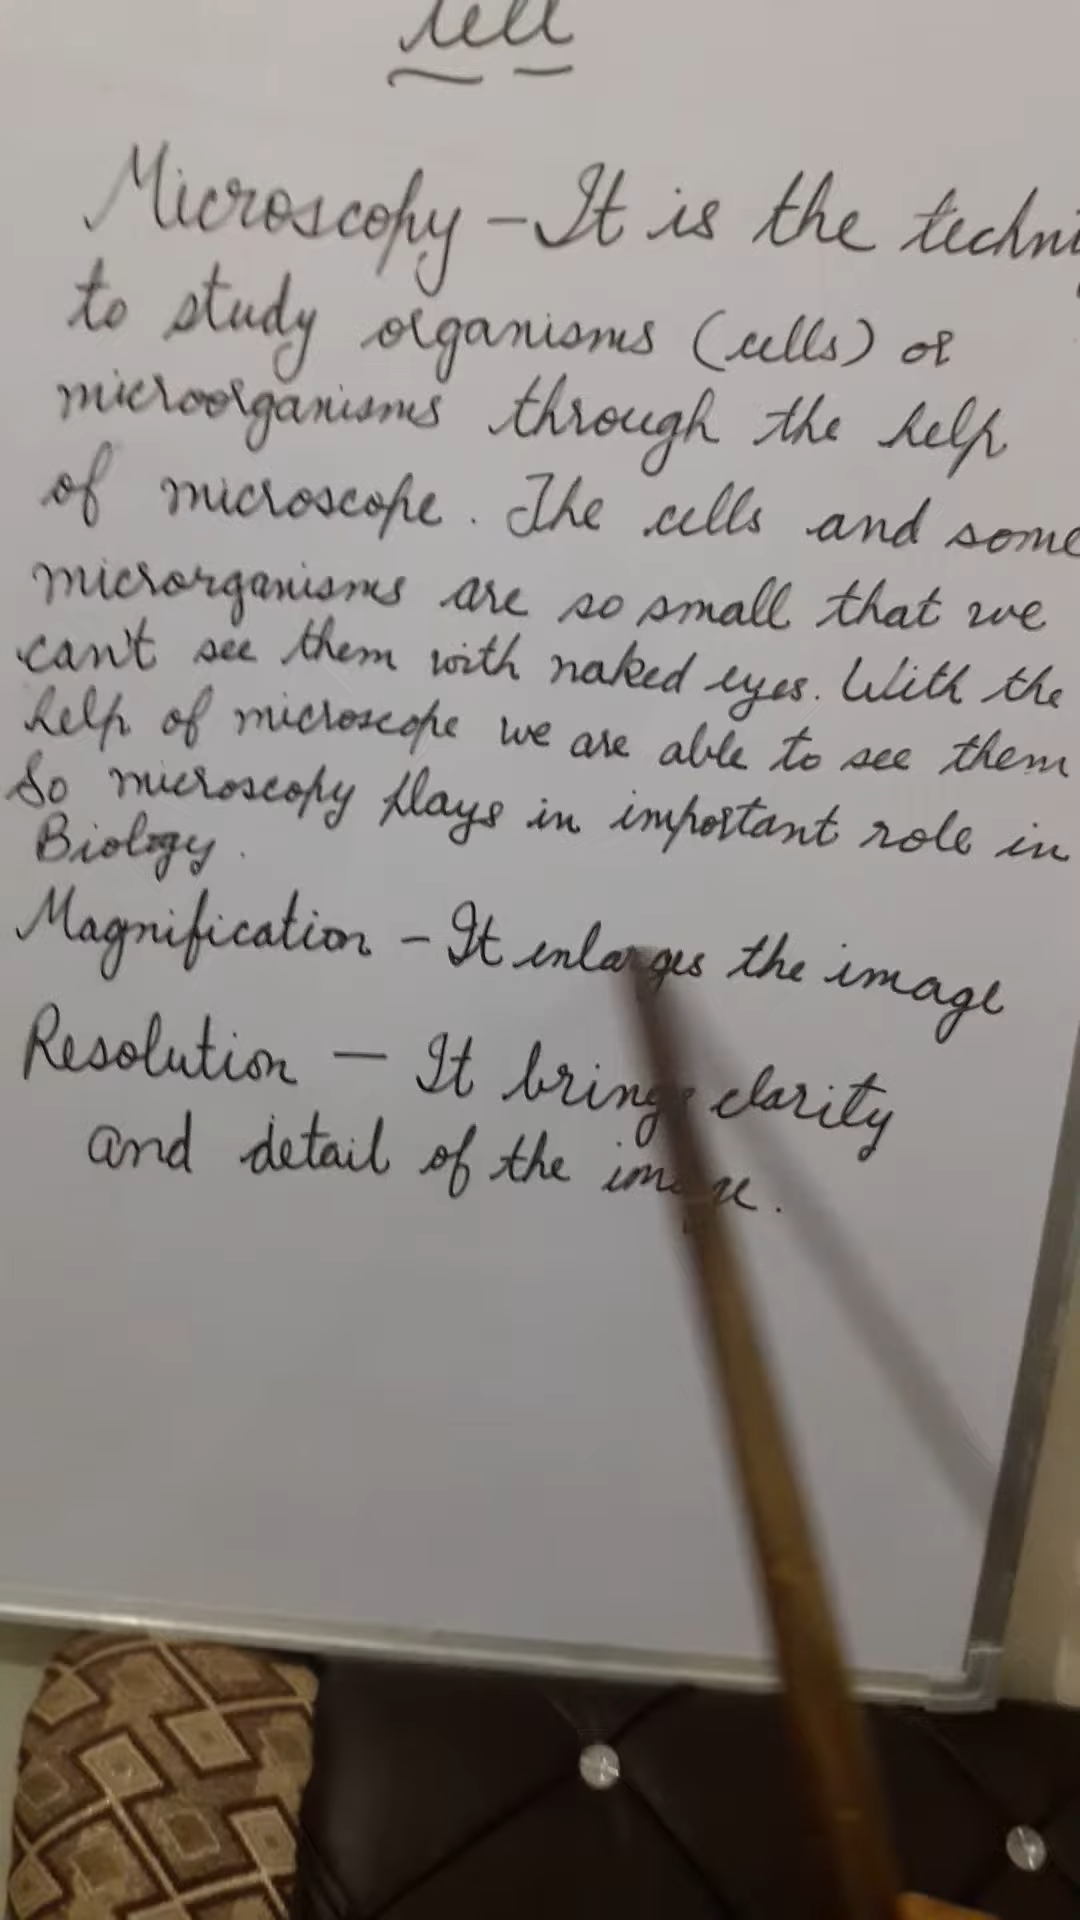 Cell
Microscopy - It is the techni
to study organisms (cells) or
microorganisms through the help
of microscope. The cells and some
microrganisms are so small that we
can't see them with naked eyes. With the
help of microscope we are able to see them
So microscopy plays in important role in
Biology.
Magnification - It enlarges the image
Resolution - It brings clarity
and detail of the image.